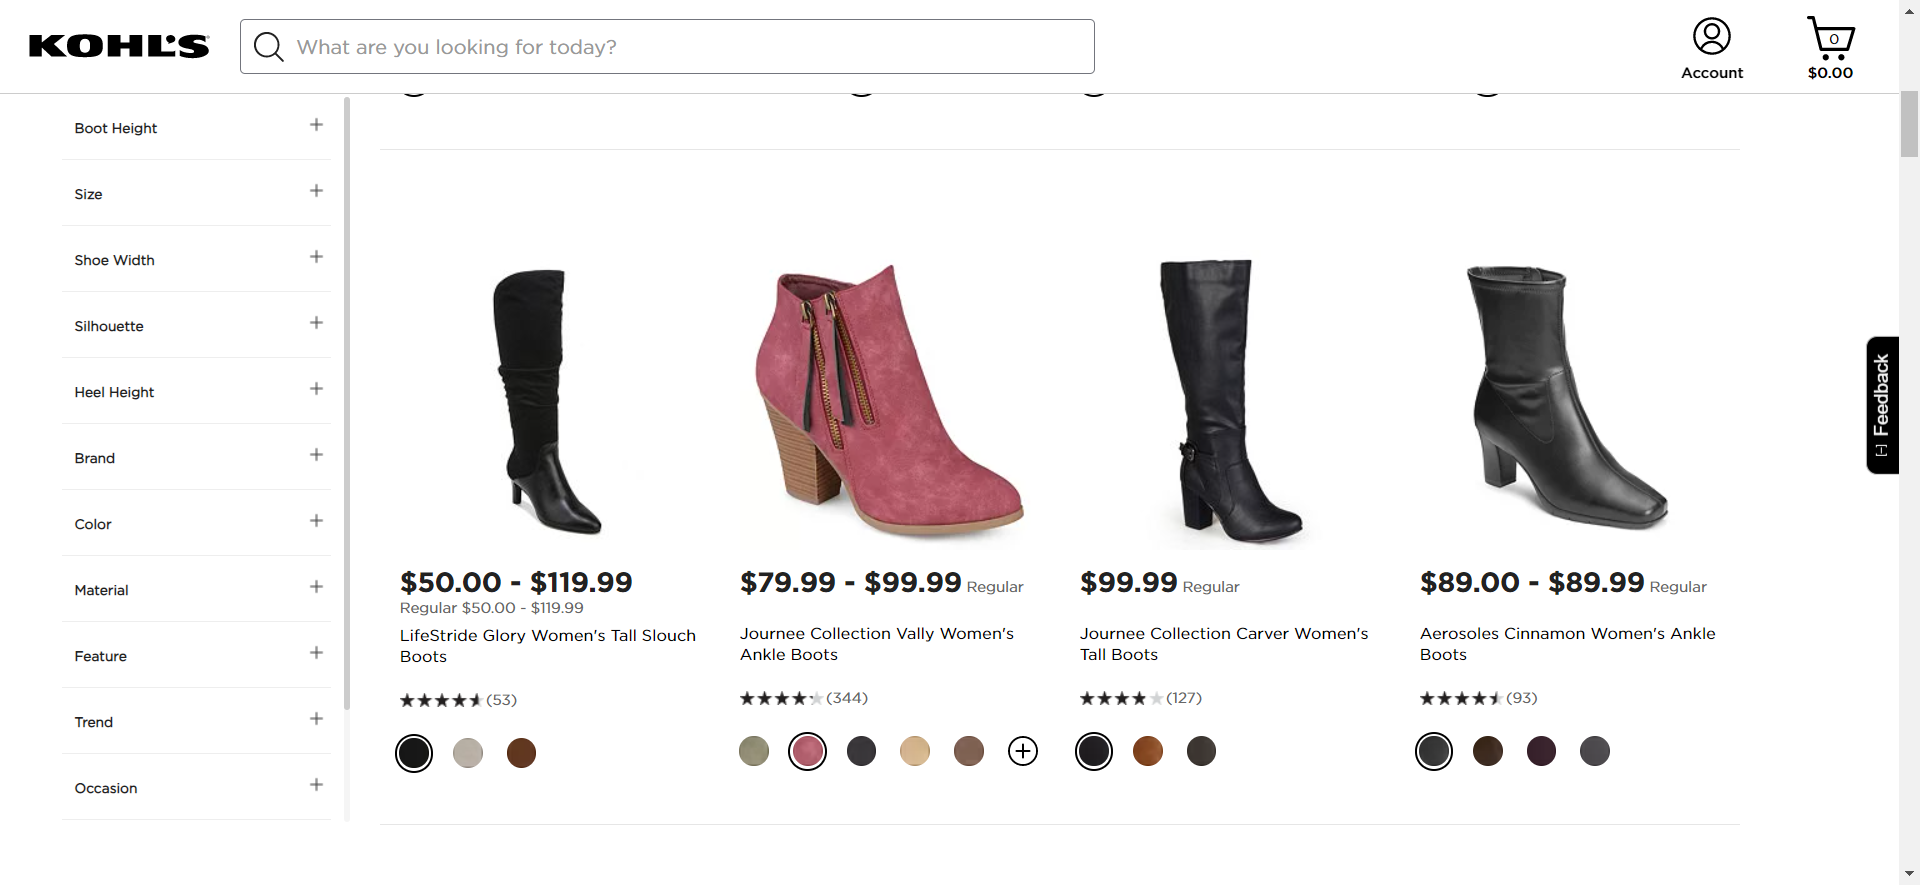 KOHL'S
What are you looking for today?
Account
0
$0.00
Boot Height
Size
Shoe Width
Silhouette
Heel Height
Brand
Color
Material
Feature
Trend
Occasion
$50.00 - $119.99
Regular $50.00 - $119.99
LifeStride Glory Women's Tall Slouch
Boots
(53)
$79.99 - $99.99 Regular
Journee Collection Vally Women's
Ankle Boots
(344)
$99.99 Regular
Journee Collection Carver Women's
Tall Boots
(127)
$89.00 - $89.99 Regular
Aerosoles Cinnamon Women's Ankle
Boots
(93)
[-] Feedback